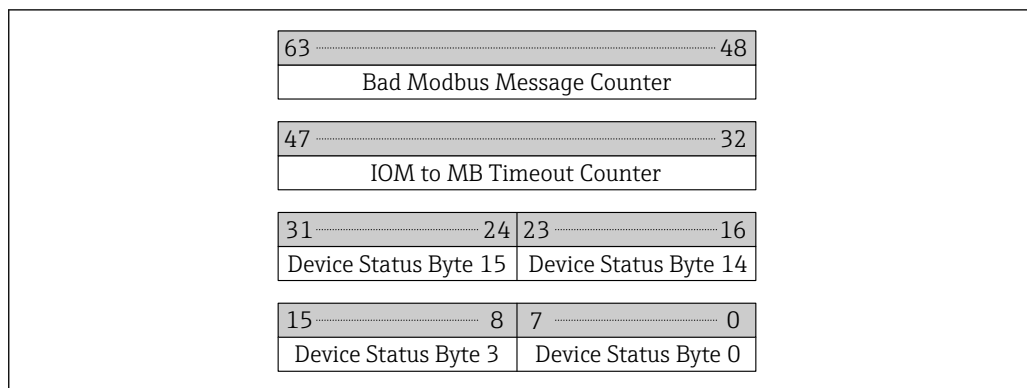 63 48
Bad Modbus Message Counter
47 32
IOM to MB Timeout Counter
31 24 23 16
Device Status Byte 15 Device Status Byte 14
15 8 7 0
Device Status Byte 3 Device Status Byte 0